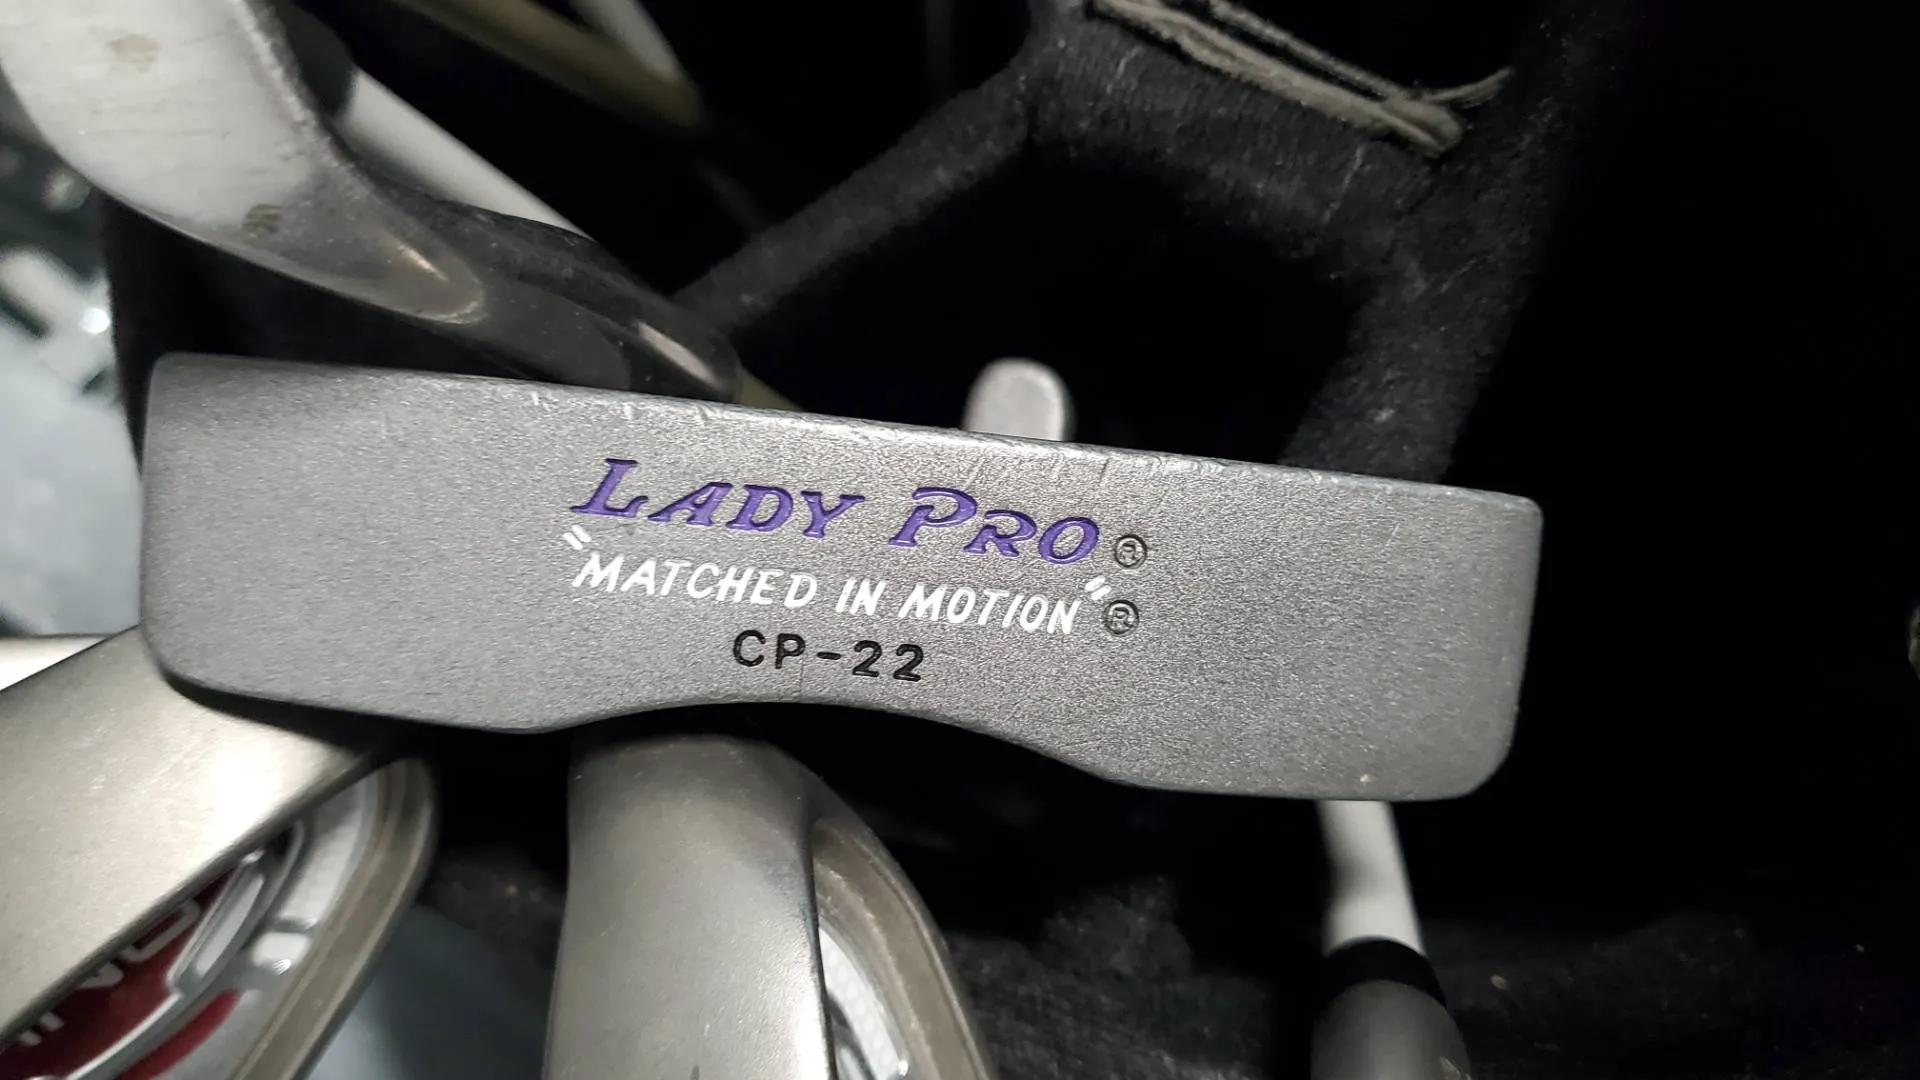 LADY PRO®
"MATCHED IN MOTION"®
CP-22